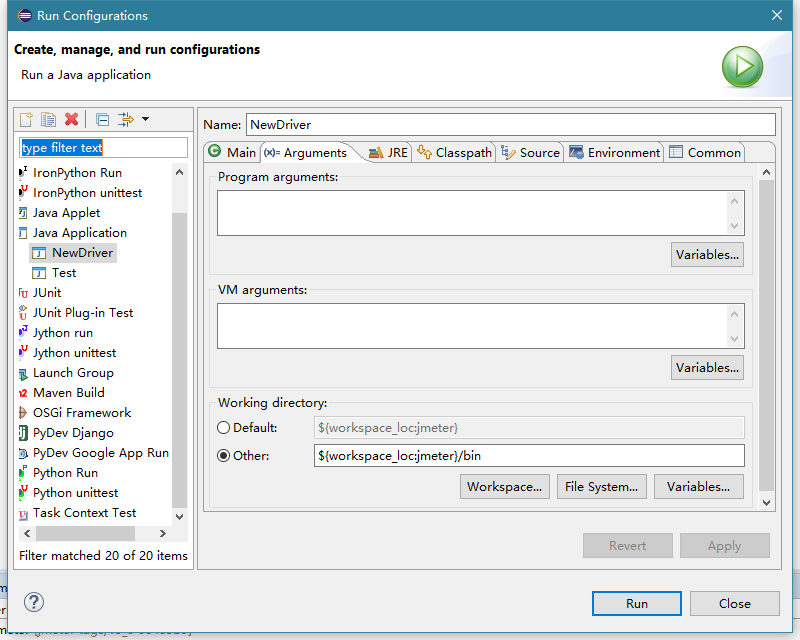 Run Configurations
Create, manage, and run configurations
Run a Java application
Name: NewDriver
type filter text
Main (x)= Arguments JRE Classpath Source Environment Common
IronPython Run
IronPython unittest
Java Applet
Java Application
NewDriver
Test
JUnit
JUnit Plug-in Test
Jython run
Jython unittest
Launch Group
Maven Build
OSGi Framework
PyDev Django
PyDev Google App Run
Python Run
Python unittest
Task Context Test
Filter matched 20 of 20 items
Program arguments:
Variables...
VM arguments:
Variables...
Working directory:
Default: ${workspace_loc:jmeter}
Other: ${workspace_loc:jmeter}/bin
Workspace... File System... Variables...
Revert Apply
Run Close